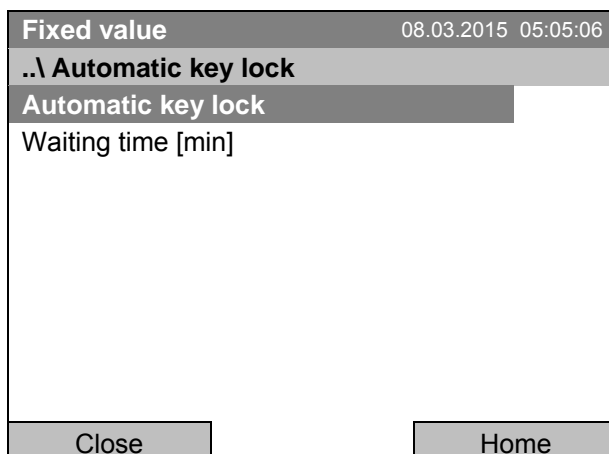 Fixed value 08.03.2015 05:05:06
..\ Automatic key lock
Automatic key lock
Waiting time [min]
Close Home